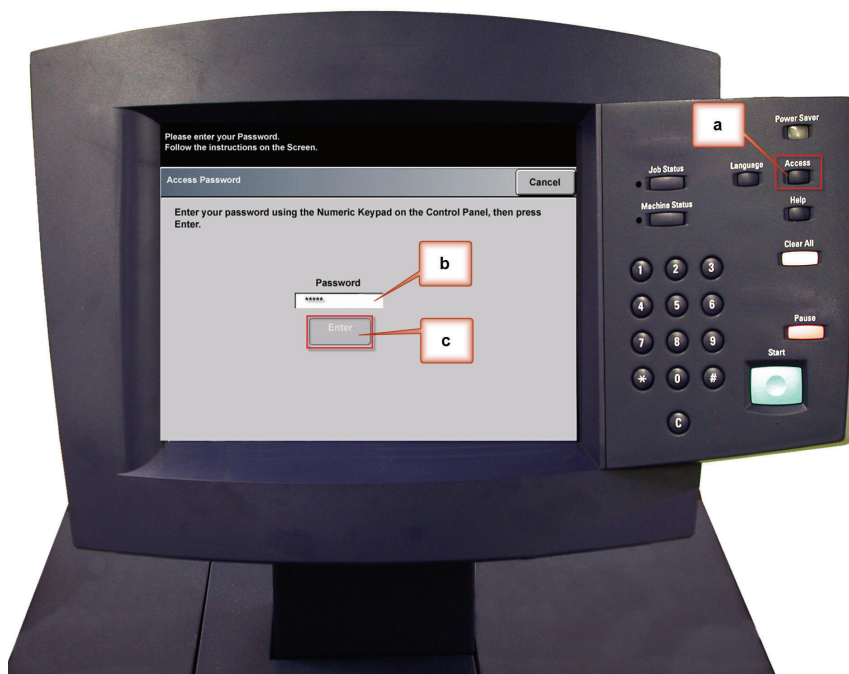 Please enter your Password.
Follow the instructions on the Screen.
Access Password
Cancel
Enter your password using the Numeric Keypad on the Control Panel, then press
Enter.
Password
*****
Enter
a
b
c
Power Saver
Job Status
Language
Access
Machine Status
Help
Clear All
1 2 3
4 5 6
7 8 9
* 0 #
C
Pause
Start